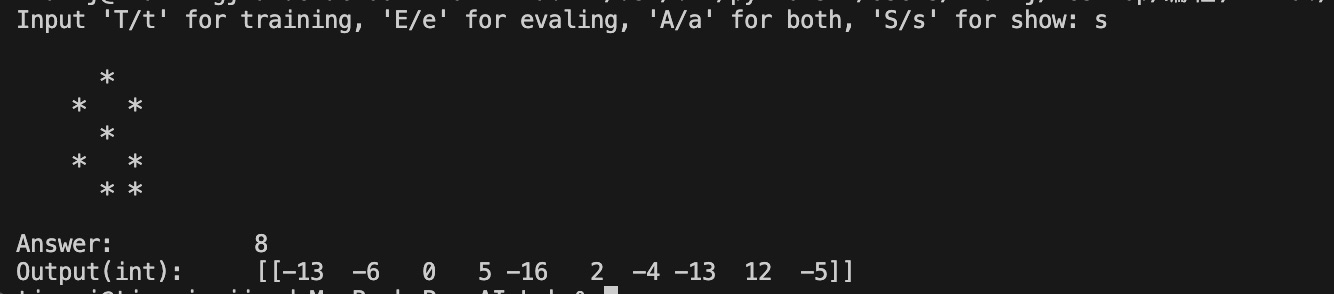 Input 'T/t' for training, 'E/e' for evaling, 'A/a' for both, 'S/s' for show: s
*
* *
*
* *
* *
Answer: 8
Output(int): [[-13 -6 0 5 -16 2 -4 -13 12 -5]]